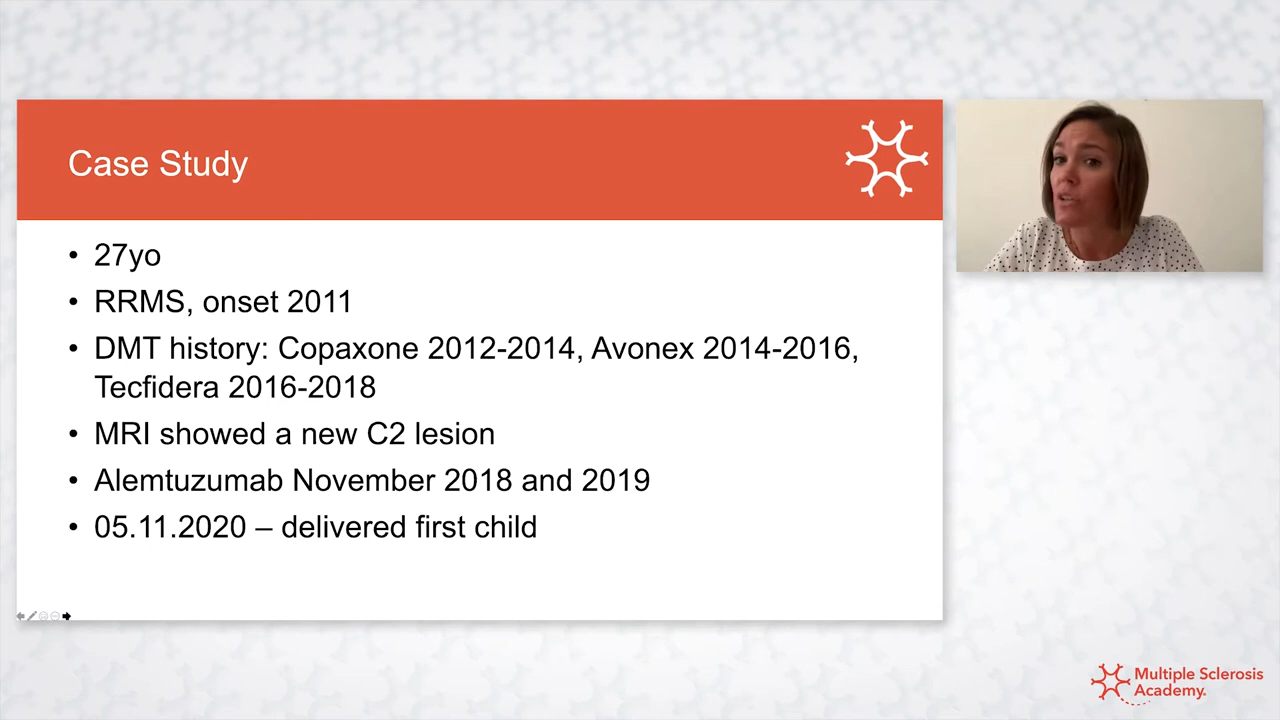 Case Study
• 27yo
• RRMS, onset 2011
• DMT history: Copaxone 2012-2014, Avonex 2014-2016,
Tecfidera 2016-2018
• MRI showed a new C2 lesion
• Alemtuzumab November 2018 and 2019
• 05.11.2020 – delivered first child
Multiple Sclerosis
Academy.